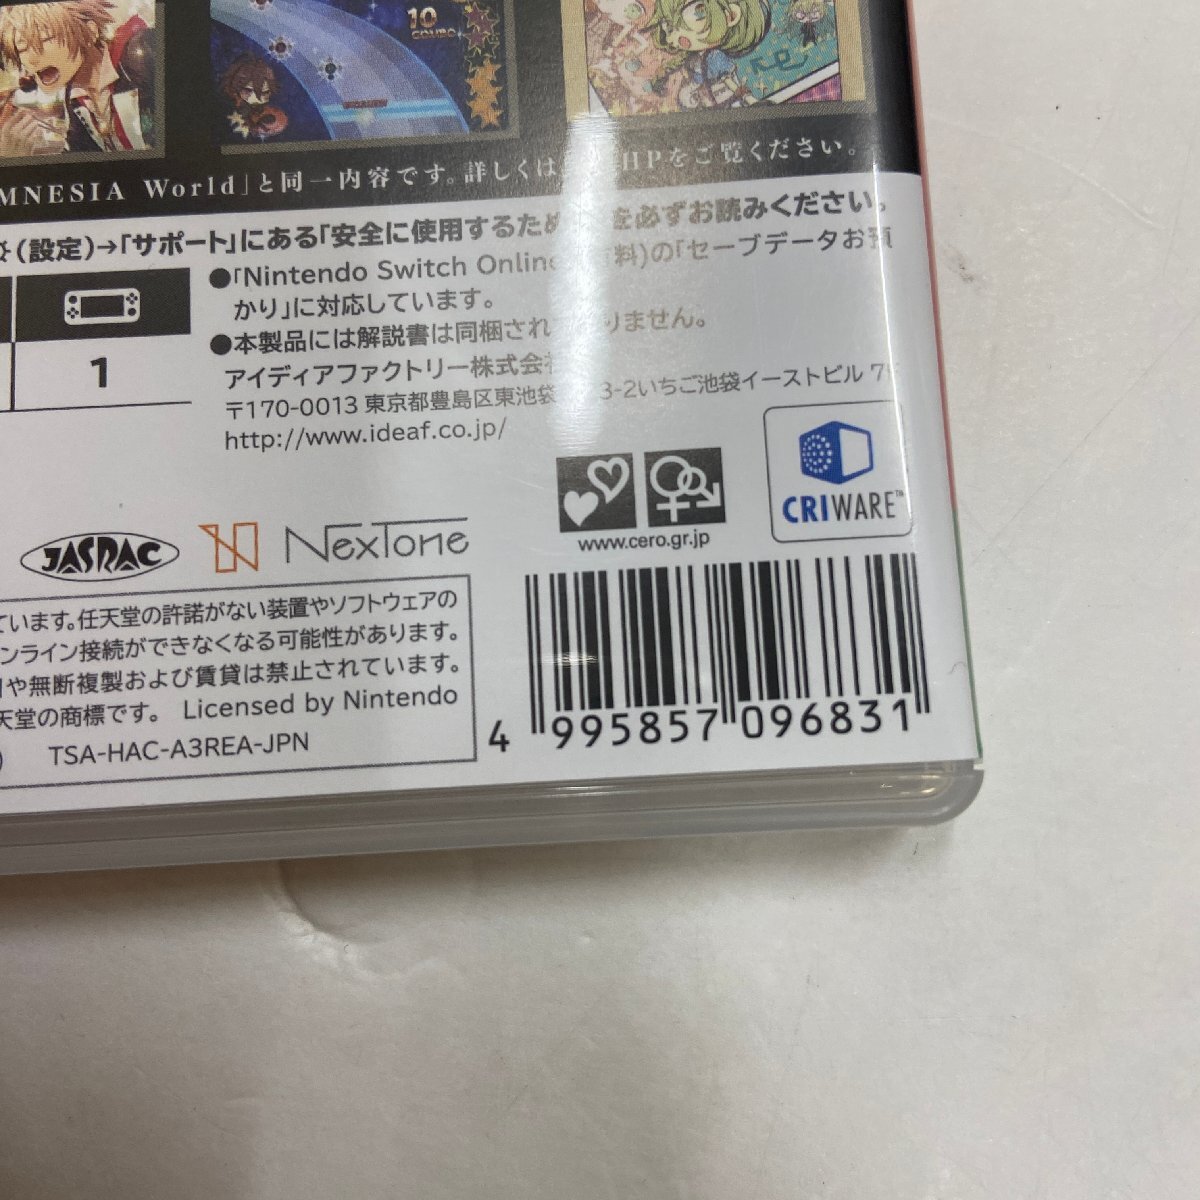 10
COMBO
MNESIA World」と同一内容です。詳しくは HPをご覧ください。
(設定)→「サポート」にある「安全に使用するため を必ずお読みください。
●「Nintendo Switch Online 料)の「セーブデータお預
かり」に対応しています。
●本製品には解説書は同梱され りません。
1
アイディアファクトリー株式会
〒170-0013 東京都豊島区東池袋 3-2いちご池袋イーストビル 7
http://www.ideaf.co.jp/
CRIWARE™
www.cero.gr.jp
JASRAC
NexTone
ています。任天堂の許諾がない装置やソフトウェアの
ンライン接続ができなくなる可能性があります。
や無断複製および賃貸は禁止されています。
天堂の商標です。 Licensed by Nintendo
) TSA-HAC-A3REA-JPN
4 995857 096831